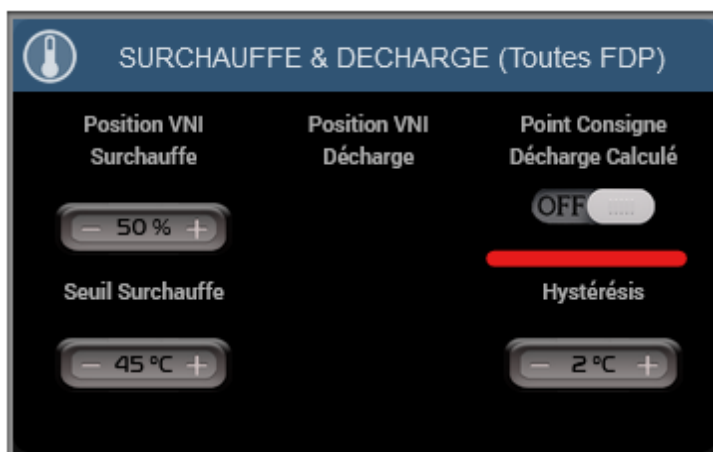 SURCHAUFFE & DECHARGE (Toutes FDP)
Position VNI
Surchauffe
Position VNI
Décharge
Point Consigne
Décharge Calculé
OFF
− 50 % +
Seuil Surchauffe
Hystérésis
− 45 °C +
− 2 °C +